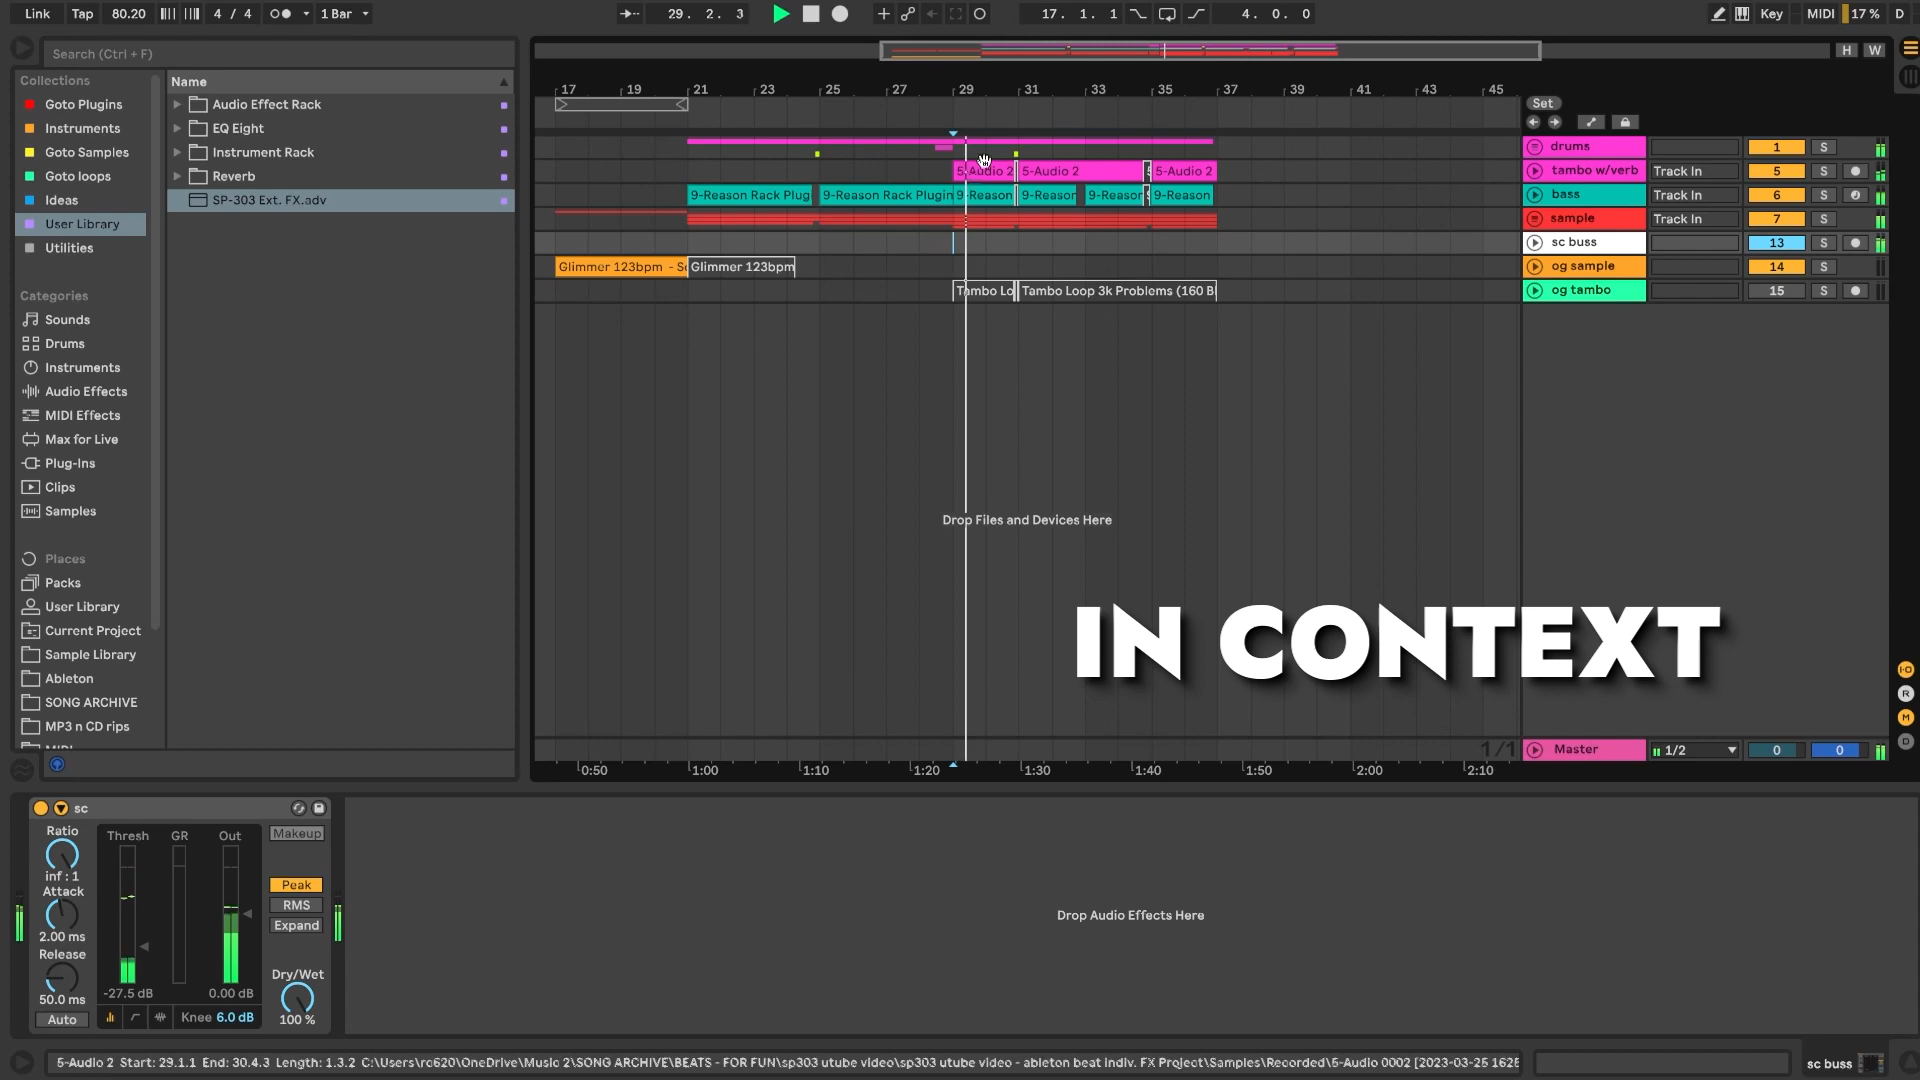 Link Tap 80.20 4 / 4 1 Bar 29. 2. 3 17. 1. 1 4. 0. 0 Key MIDI 17 % D
Search (Ctrl + F)
H W
Collections
Goto Plugins
Instruments
Goto Samples
Goto loops
Ideas
User Library
Utilities
Categories
Sounds
Drums
Instruments
Audio Effects
MIDI Effects
Max for Live
Plug-Ins
Clips
Samples
Places
Packs
User Library
Current Project
Sample Library
Ableton
SONG ARCHIVE
MP3 n CD rips
Name
Audio Effect Rack
EQ Eight
Instrument Rack
Reverb
SP-303 Ext. FX.adv
17 19 21 23 25 27 29 31 33 35 37 39 41 43 45
Set
drums 1 S
5-Audio 2 5-Audio 2 5-Audio 2 tambo w/verb Track In 5 S
9-Reason Rack Plug 9-Reason Rack Plugin 9-Reason 9-Reason 9-Reason 9-Reason bass 6 S
sample Track In 7 S
sc buss 13 S
Glimmer 123bpm - Glimmer 123bpm og sample 14 S
Tambo Lo Tambo Loop 3k Problems (160 B og tambo 15 S
Drop Files and Devices Here
IN CONTEXT
R
M
D
1/1 Master 1/2 0 0
0:50 1:00 1:10 1:20 1:30 1:40 1:50 2:00 2:10
sc
Ratio
inf : 1
Attack
2.00 ms
Release
50.0 ms
Auto
Thresh GR Out
-27.5 dB 0.00 dB
Knee 6.0 dB
Makeup
Peak
RMS
Expand
Dry/Wet
100 %
Drop Audio Effects Here
5-Audio 2 Start: 29.1.1 End: 30.4.3 Length: 1.3.2 C:\Users\ro620\OneDrive\Music 2\SONG ARCHIVE\BEATS - FOR FUN\sp303 utube video\sp303 utube video - ableton beat indiv. FX Project\Samples\Recorded\5-Audio 0002 [2023-03-25 1625
sc buss